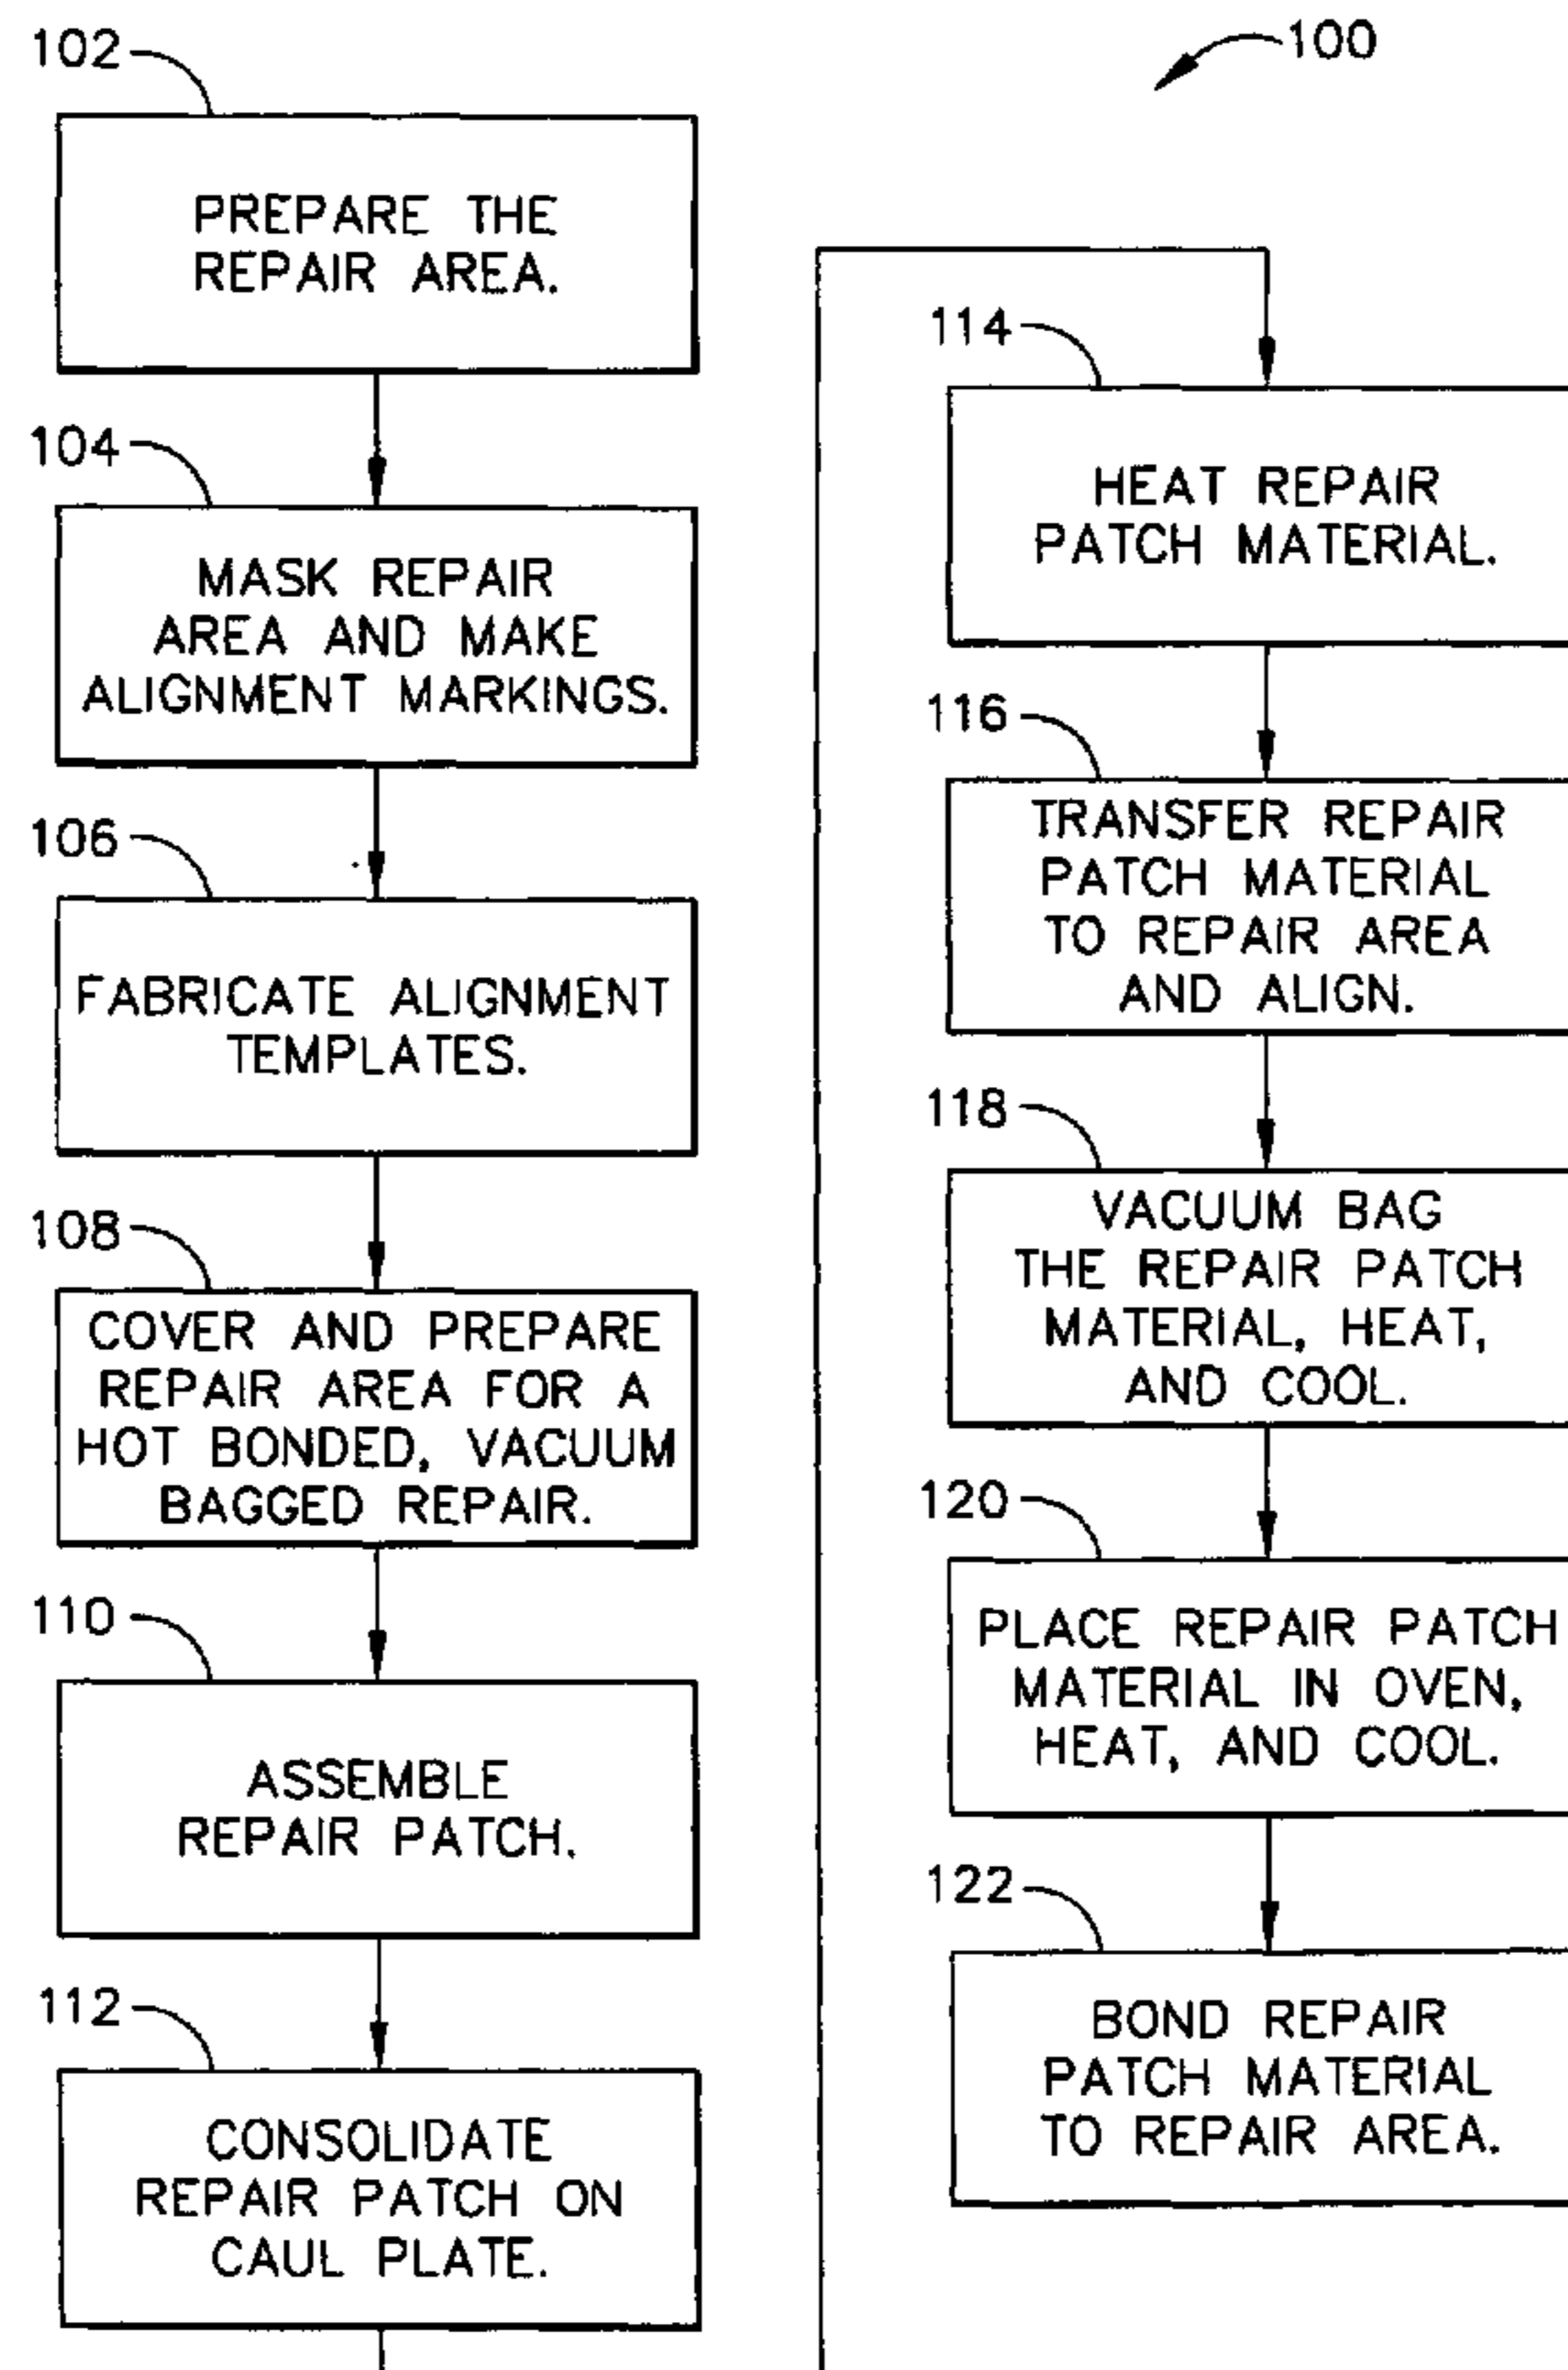 102
100
PREPARE THE
REPAIR AREA.
104
MASK REPAIR
AREA AND MAKE
ALIGNMENT MARKINGS.
106
FABRICATE ALIGNMENT
TEMPLATES.
108
COVER AND PREPARE
REPAIR AREA FOR A
HOT BONDED, VACUUM
BAGGED REPAIR.
110
ASSEMBLE
REPAIR PATCH.
112
CONSOLIDATE
REPAIR PATCH ON
CAUL PLATE.
114
HEAT REPAIR
PATCH MATERIAL.
116
TRANSFER REPAIR
PATCH MATERIAL
TO REPAIR AREA
AND ALIGN.
118
VACUUM BAG
THE REPAIR PATCH
MATERIAL, HEAT,
AND COOL.
120
PLACE REPAIR PATCH
MATERIAL IN OVEN,
HEAT, AND COOL.
122
BOND REPAIR
PATCH MATERIAL
TO REPAIR AREA.